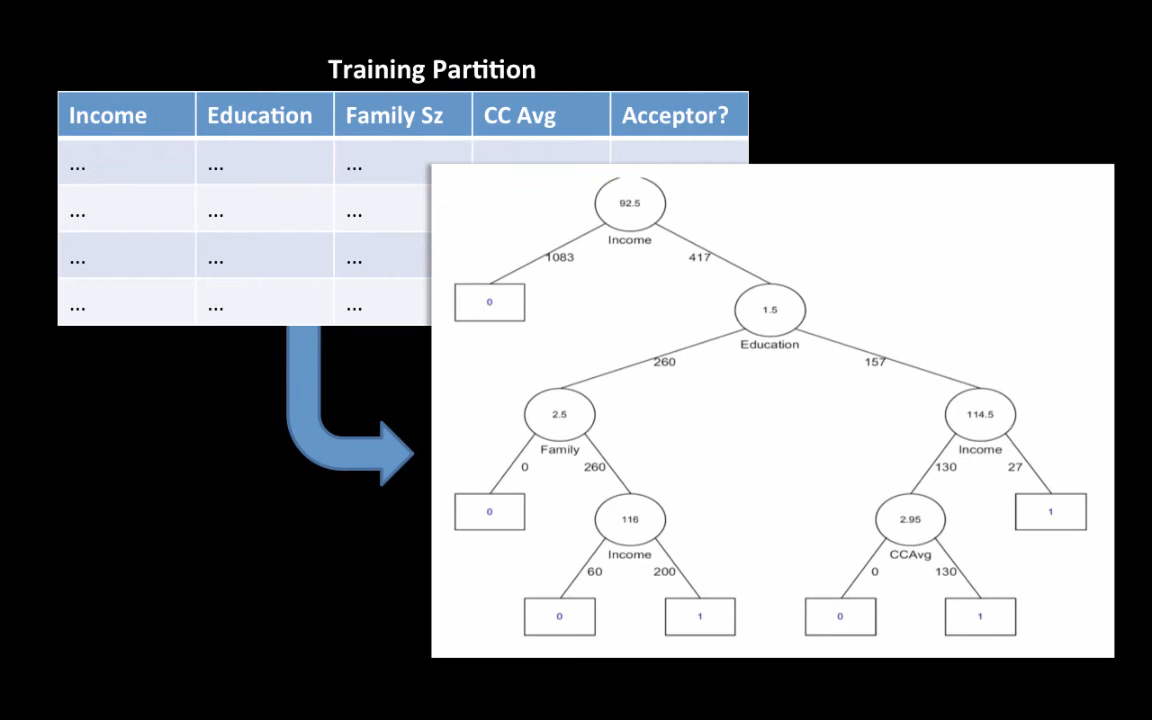 Training Partition
Income Education Family Sz CC Avg Acceptor?
... ... ...
... ... ...
... ... ...
... ... ...
92.5
Income
1083 417
0
1.5
Education
260 157
2.5 114.5
Family Income
0 260 130 27
0 116 2.95 1
Income CCAvg
60 200 0 130
0 1 0 1